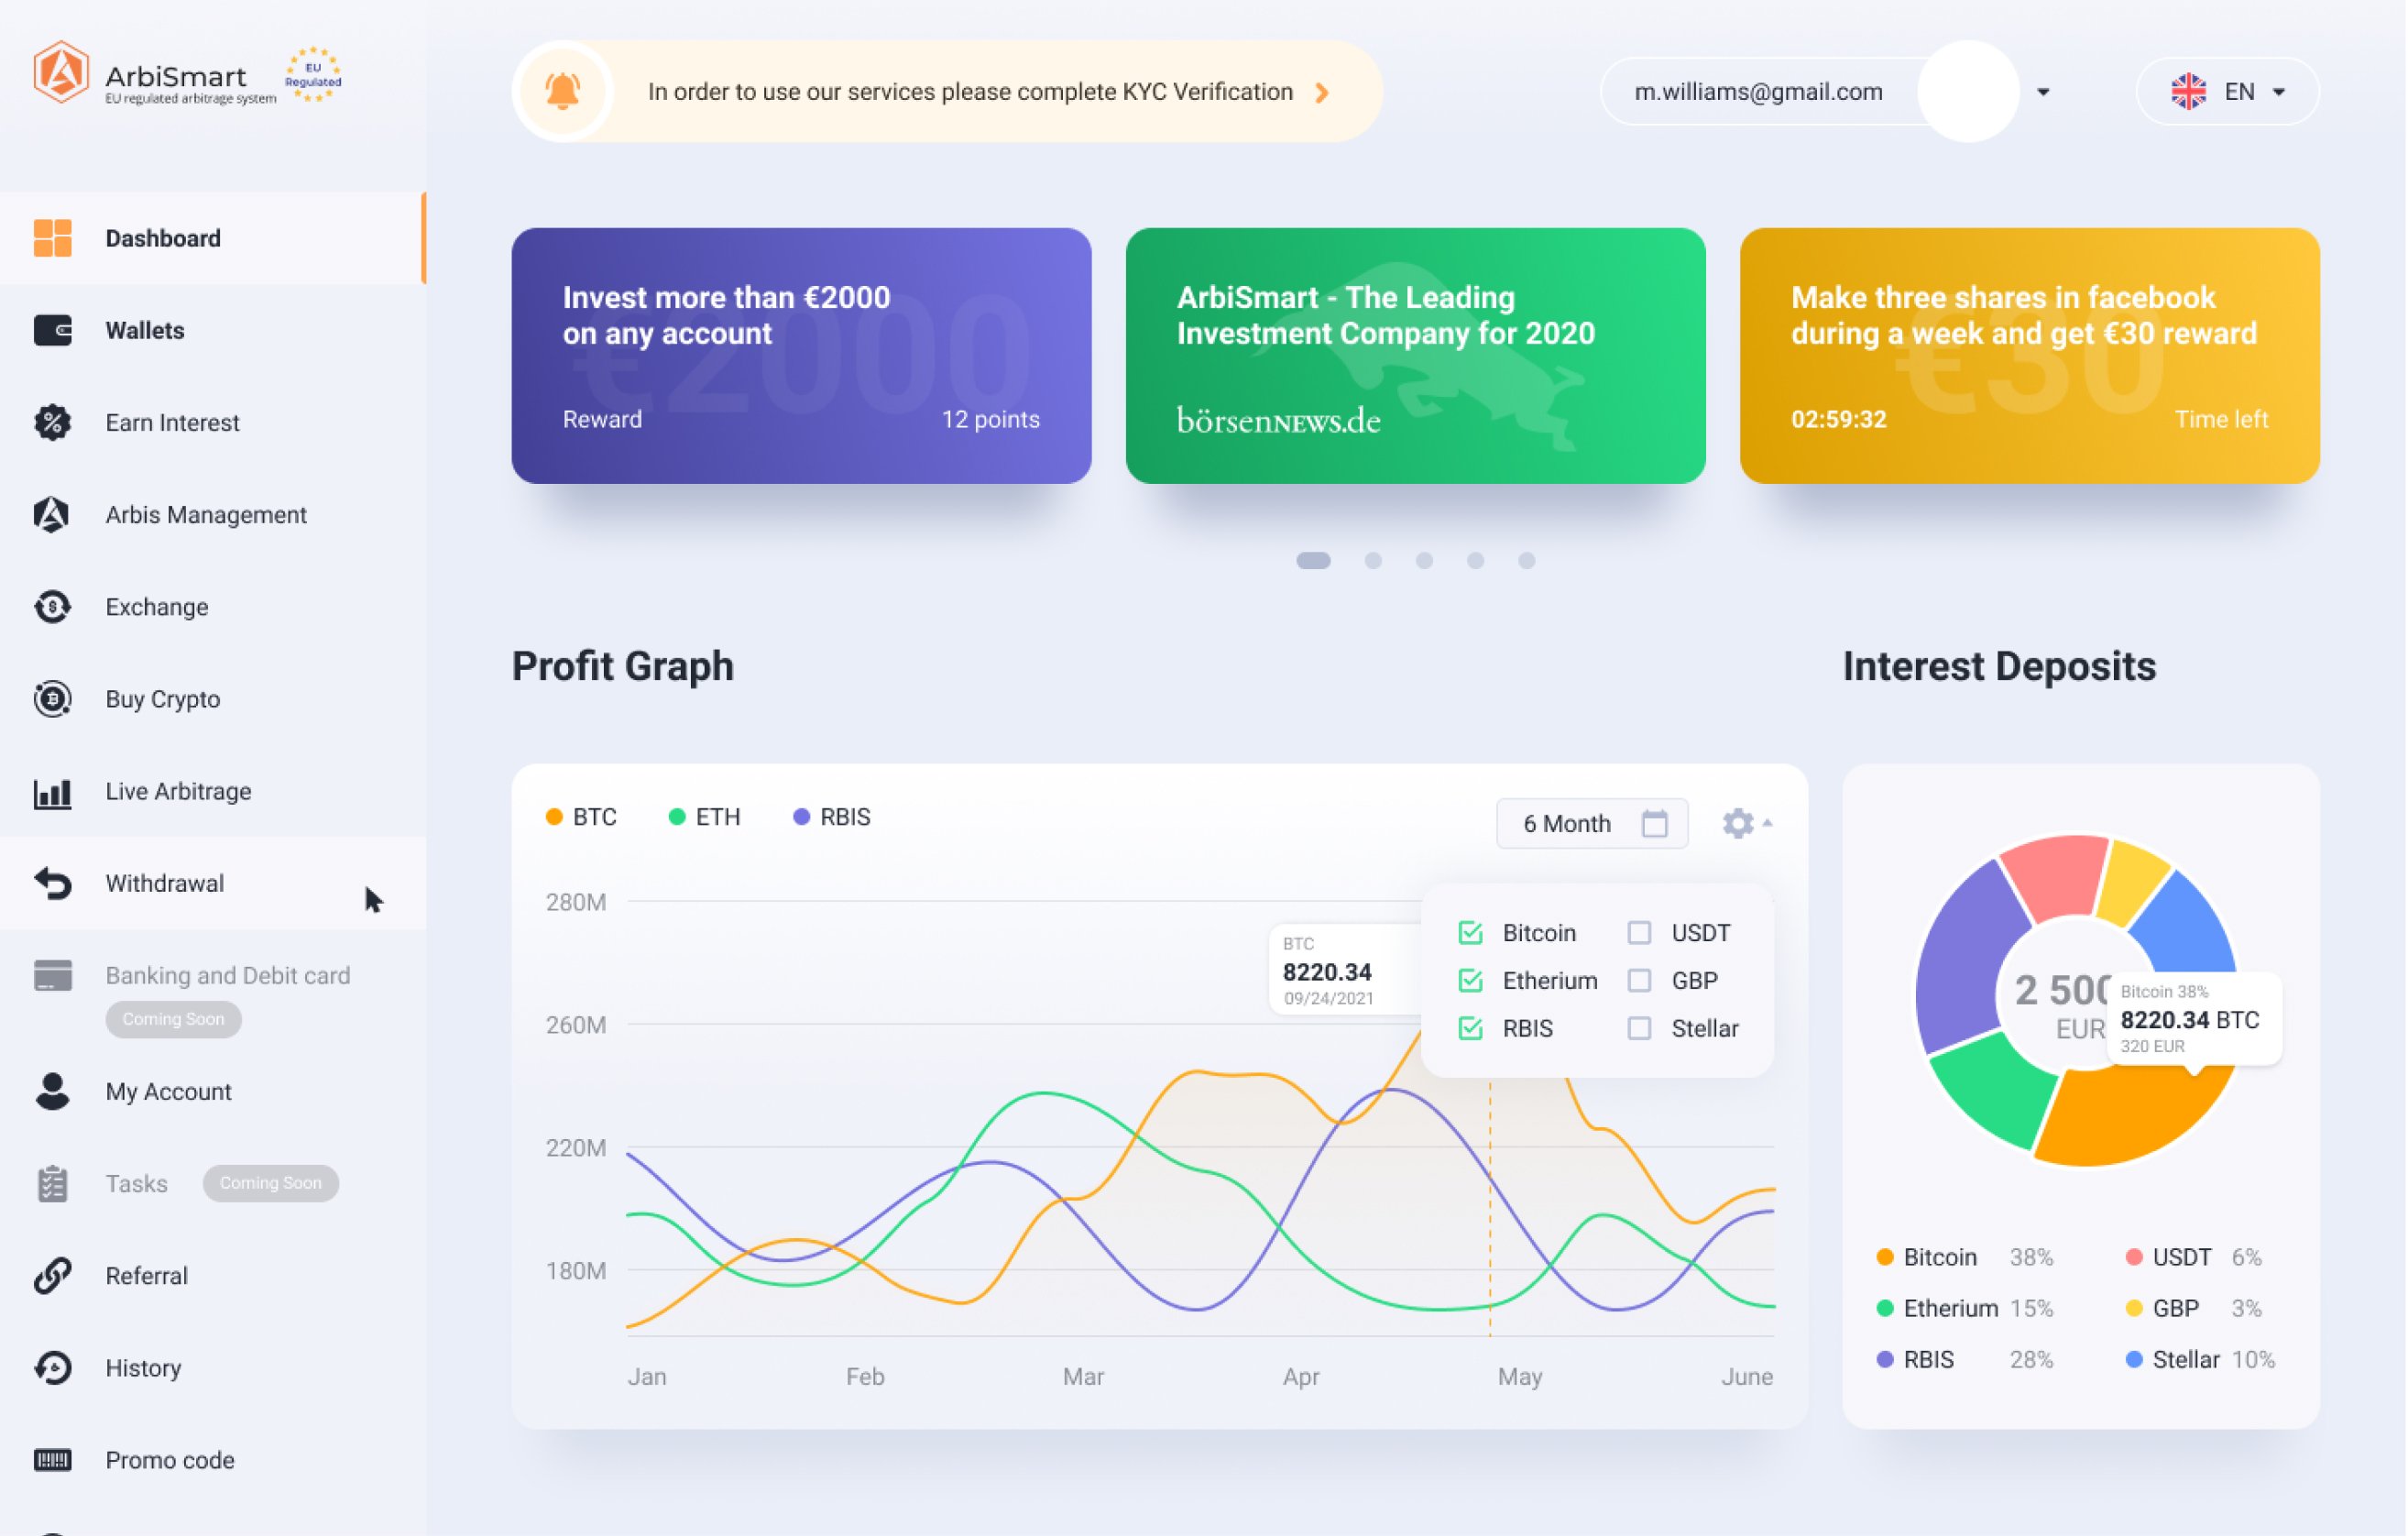 ArbiSmart
EU regulated arbitrage system
EU
Regulated
In order to use our services please complete KYC Verification
m.williams@gmail.com
EN
Dashboard
Wallets
Earn Interest
Arbis Management
Exchange
Buy Crypto
Live Arbitrage
Withdrawal
Banking and Debit card
Coming Soon
My Account
Tasks
Coming Soon
Referral
History
Promo code
€2000
Invest more than €2000
on any account
Reward
12 points
ArbiSmart - The Leading
Investment Company for 2020
börsenNEWS.de
€30
Make three shares in facebook
during a week and get €30 reward
02:59:32
Time left
Profit Graph
BTC
ETH
RBIS
6 Month
280M
260M
220M
180M
BTC
8220.34
09/24/2021
Bitcoin
USDT
Etherium
GBP
RBIS
Stellar
Jan
Feb
Mar
Apr
May
June
Interest Deposits
2 500
EUR
Bitcoin 38%
8220.34 BTC
320 EUR
Bitcoin 38%
USDT 6%
Etherium 15%
GBP 3%
RBIS 28%
Stellar 10%